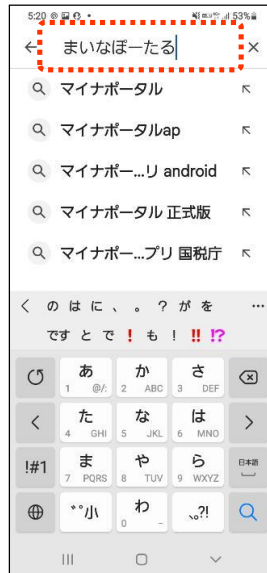 5:20 53%
まいなぽーたる
マイナポータル
マイナポータルap
マイナポー...リ android
マイナポータル 正式版
マイナポー...プリ 国税庁
の は に 、 。 ? が を …
です と で ! も ! ‼ ⁉
あ か さ
1 @/: 2 ABC 3 DEF
た な は
4 GHI 5 JKL 6 MNO
!#1 ま や ら 日本語
7 PQRS 8 TUV 9 WXYZ
゛゜小 わ 、。?!
0 -